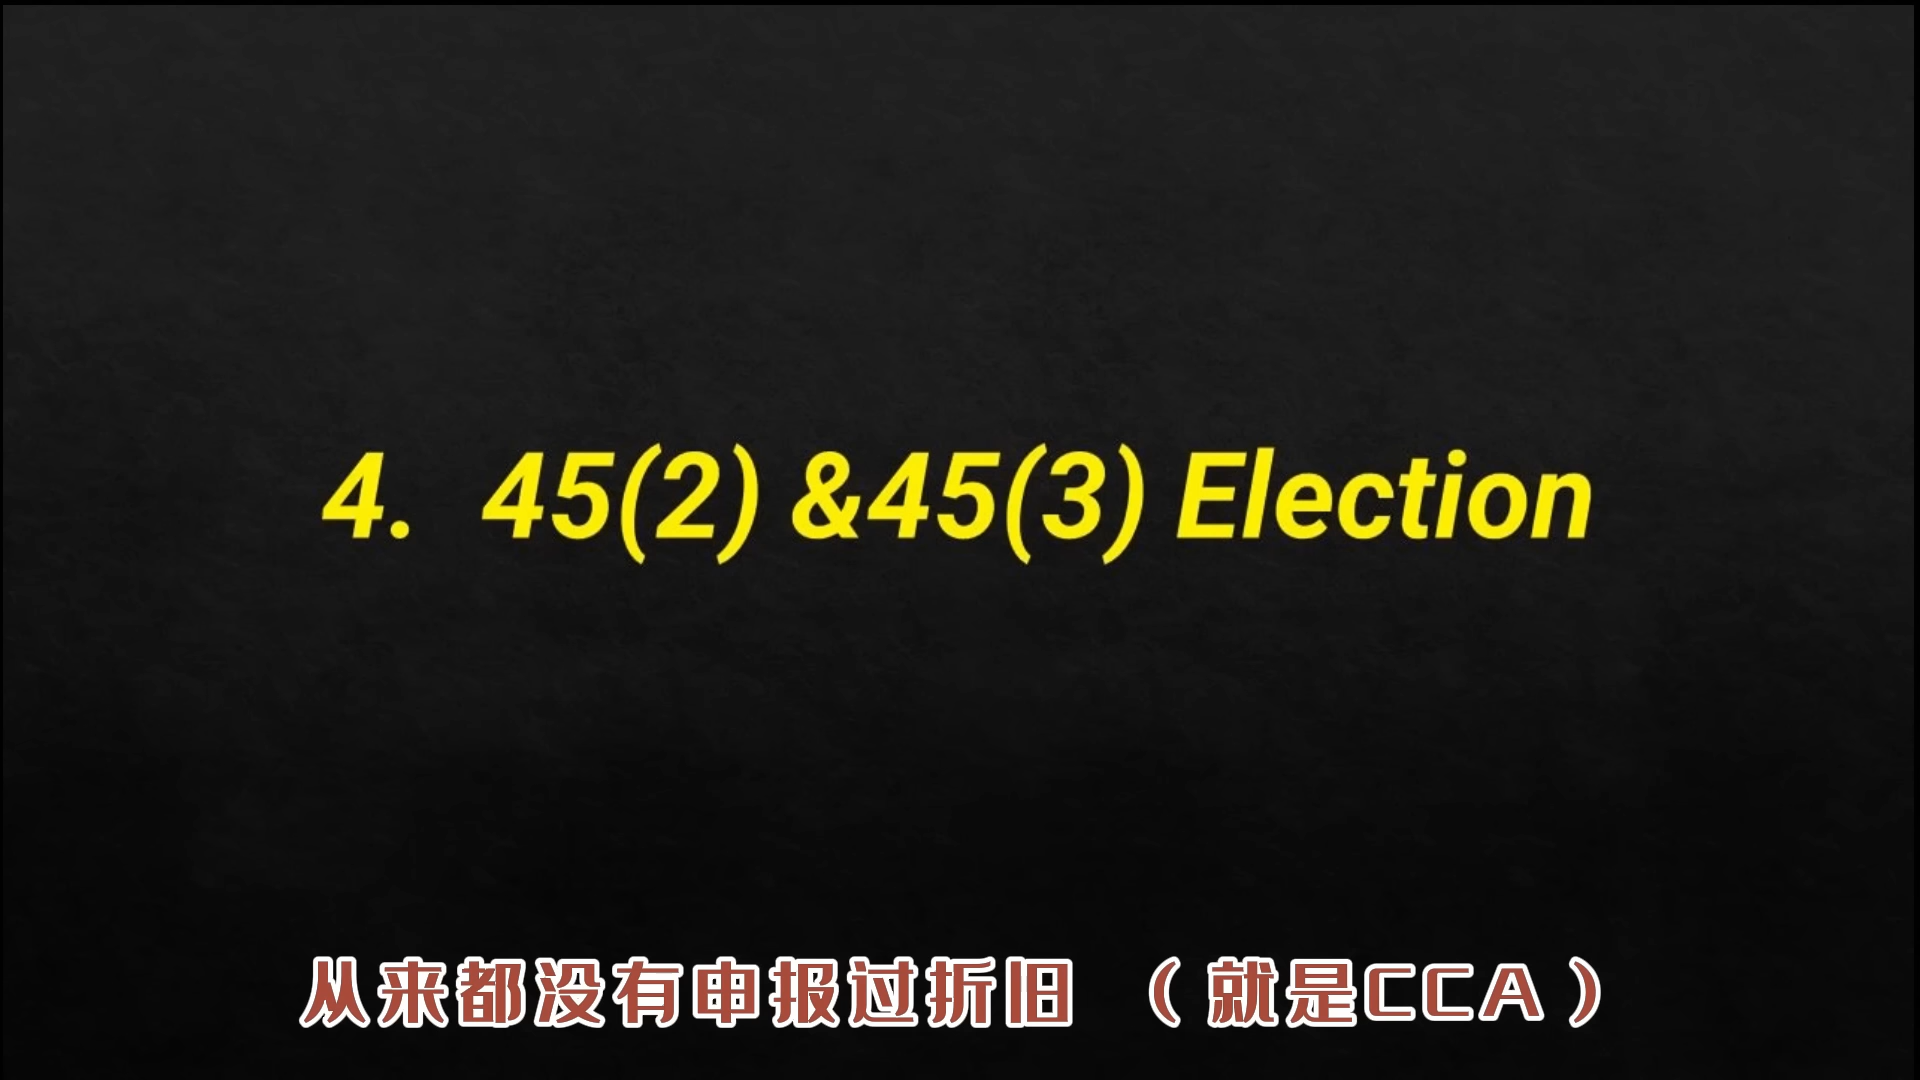 4. 45(2) &45(3) Election
从来都没有申报过折旧 （就是CCA）